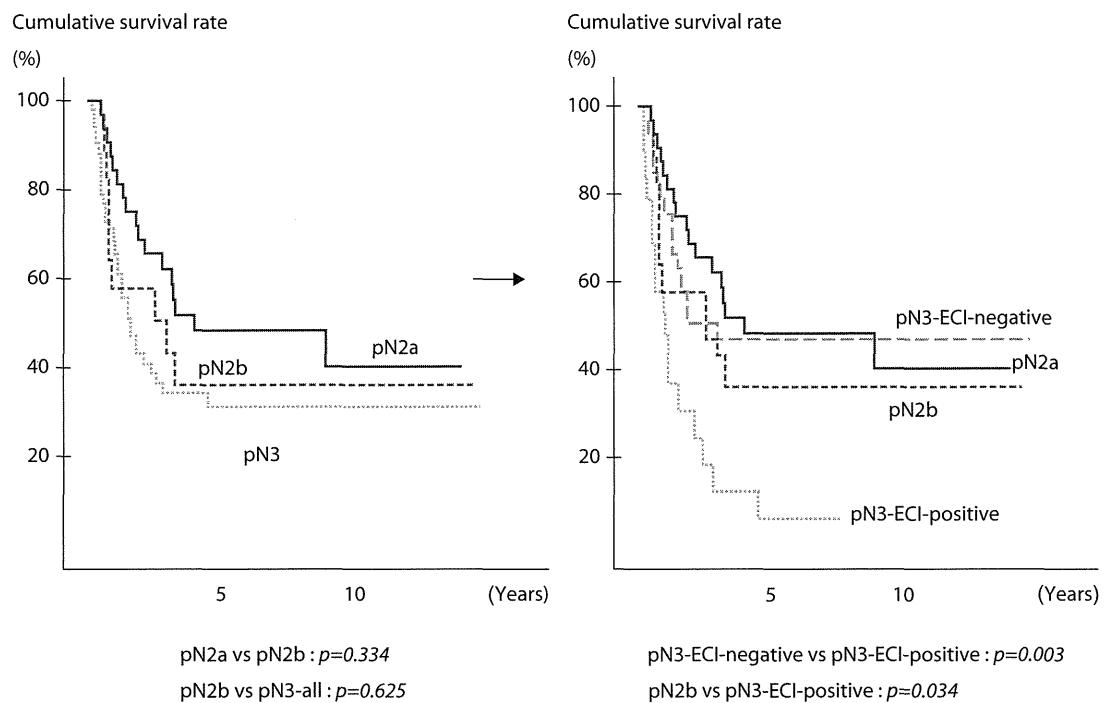 Cumulative survival rate
(%)
100
80
60
40
20
pN2a
pN2b
pN3
5 10 (Years)
pN2a vs pN2b : p=0.334
pN2b vs pN3-all : p=0.625
Cumulative survival rate
(%)
100
80
60
40
20
pN3-ECI-negative
pN2a
pN2b
pN3-ECI-positive
5 10 (Years)
pN3-ECI-negative vs pN3-ECI-positive : p=0.003
pN2b vs pN3-ECI-positive : p=0.034